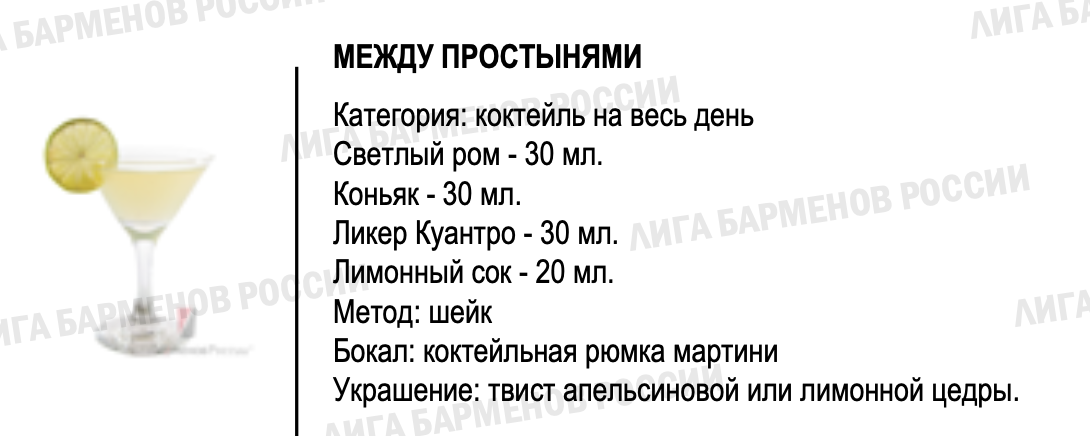 МЕЖДУ ПРОСТЫНЯМИ
Категория: коктейль на весь день
Светлый ром - 30 мл.
Коньяк - 30 мл.
Ликер Куантро - 30 мл.
Лимонный сок - 20 мл.
Метод: шейк
Бокал: коктейльная рюмка мартини
Украшение: твист апельсиновой или лимонной цедры.
ЛИГА БАРМЕНОВ РОССИИ
ЛИГА БАРМЕНОВ РОССИИ
ЛИГА БАРМЕНОВ РОССИИ
ЛИГА БАРМЕНОВ РОССИИ